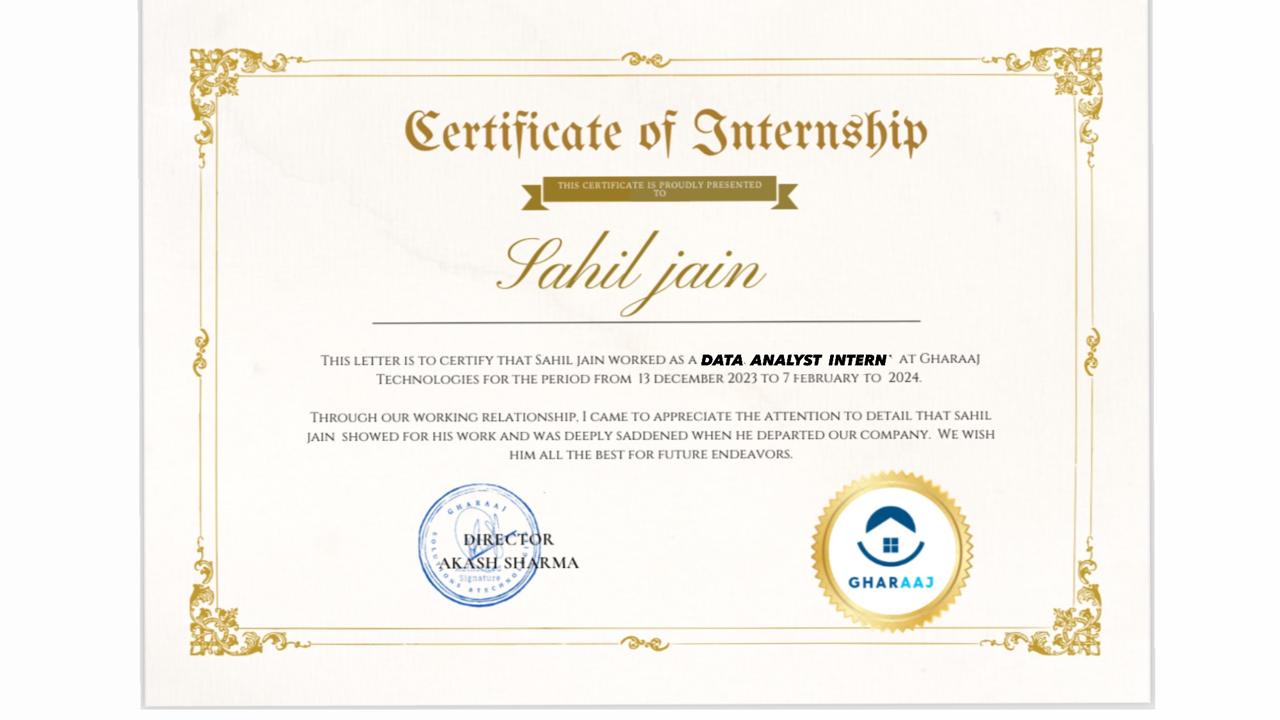 Certificate of Internship
THIS CERTIFICATE IS PROUDLY PRESENTED
TO
Sahil jain
THIS LETTER IS TO CERTIFY THAT SAHIL JAIN WORKED AS A DATA ANALYST INTERN AT GHARAAJ
TECHNOLOGIES FOR THE PERIOD FROM 13 DECEMBER 2023 TO 7 FEBRUARY TO 2024.
THROUGH OUR WORKING RELATIONSHIP, I CAME TO APPRECIATE THE ATTENTION TO DETAIL THAT SAHIL
JAIN SHOWED FOR HIS WORK AND WAS DEEPLY SADDENED WHEN HE DEPARTED OUR COMPANY. WE WISH
HIM ALL THE BEST FOR FUTURE ENDEAVORS.
GHARAAJ
DIRECTOR
AKASH SHARMA
Signature
GHARAAJ